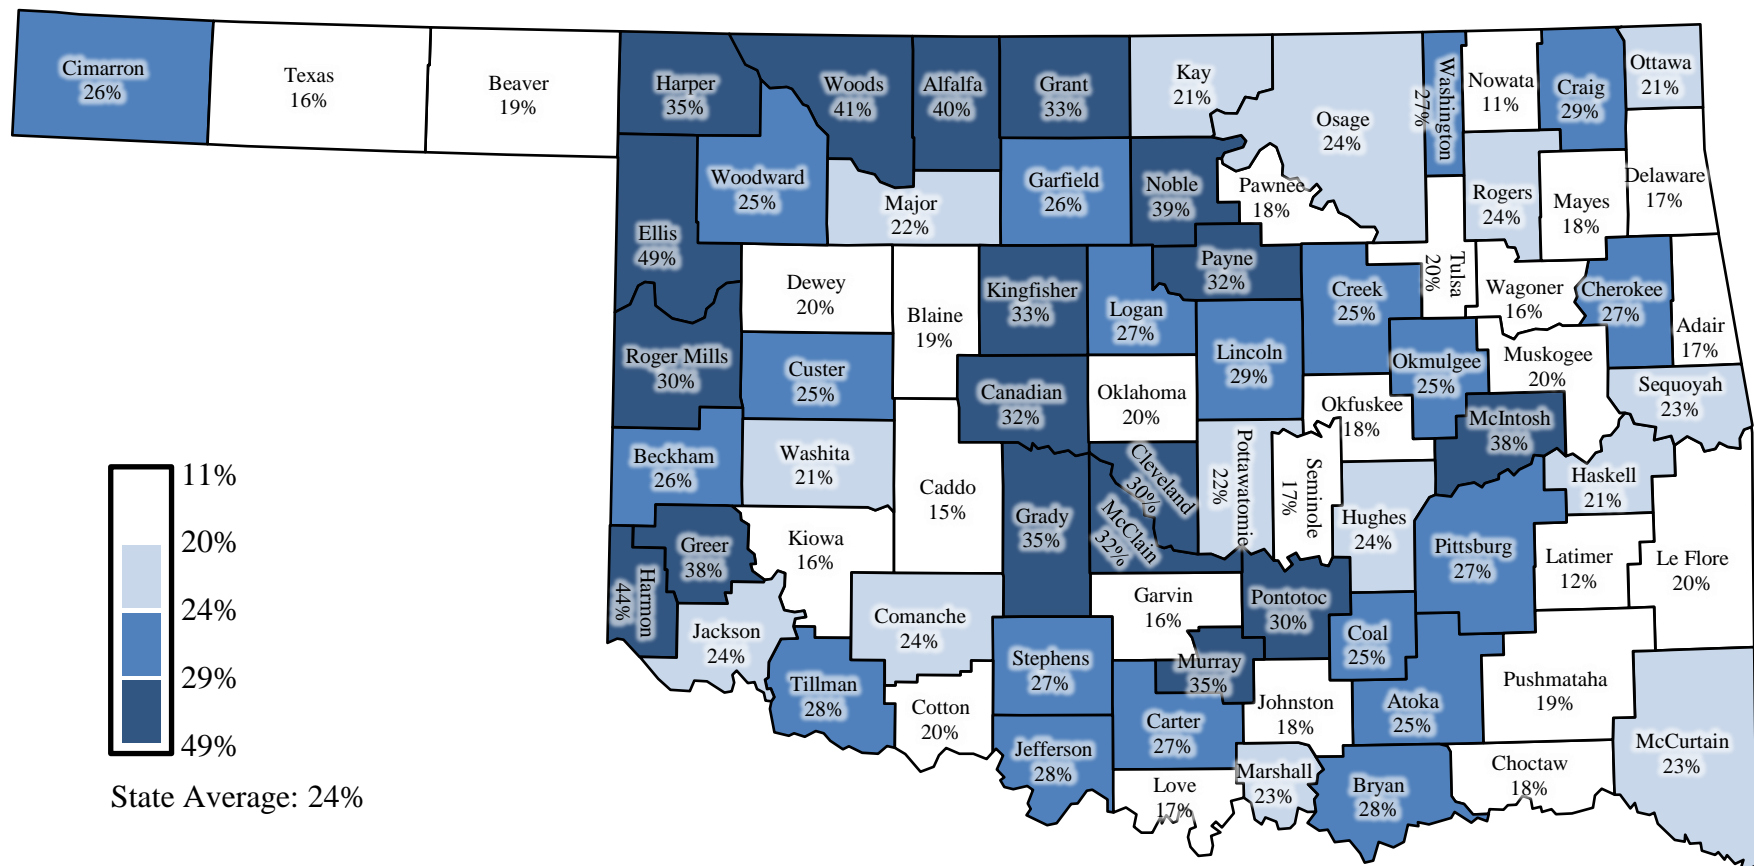 Cimarron
26%
Texas
16%
Beaver
19%
Harper
35%
Woods
41%
Alfalfa
40%
Grant
33%
Kay
21%
Osage
24%
Washington
27%
Nowata
11%
Craig
29%
Ottawa
21%
Woodward
25%
Major
22%
Garfield
26%
Noble
39%
Pawnee
18%
Rogers
24%
Mayes
18%
Delaware
17%
Ellis
49%
Dewey
20%
Blaine
19%
Kingfisher
33%
Logan
27%
Payne
32%
Creek
25%
Tulsa
20%
Wagoner
16%
Cherokee
27%
Adair
17%
Roger Mills
30%
Custer
25%
Canadian
32%
Oklahoma
20%
Lincoln
29%
Okfuskee
18%
Okmulgee
25%
Muskogee
20%
McIntosh
38%
Sequoyah
23%
Beckham
26%
Washita
21%
Caddo
15%
Grady
35%
Cleveland
30%
McClain
32%
Pottawatomie
22%
Seminole
17%
Hughes
24%
Pittsburg
27%
Haskell
21%
Latimer
12%
Le Flore
20%
Greer
38%
Harmon
44%
Kiowa
16%
Jackson
24%
Comanche
24%
Tillman
28%
Cotton
20%
Stephens
27%
Jefferson
28%
Garvin
16%
Murray
35%
Pontotoc
30%
Carter
27%
Love
17%
Johnston
18%
Marshall
23%
Coal
25%
Atoka
25%
Bryan
28%
Pushmataha
19%
Choctaw
18%
McCurtain
23%
11%
20%
24%
29%
49%
State Average: 24%